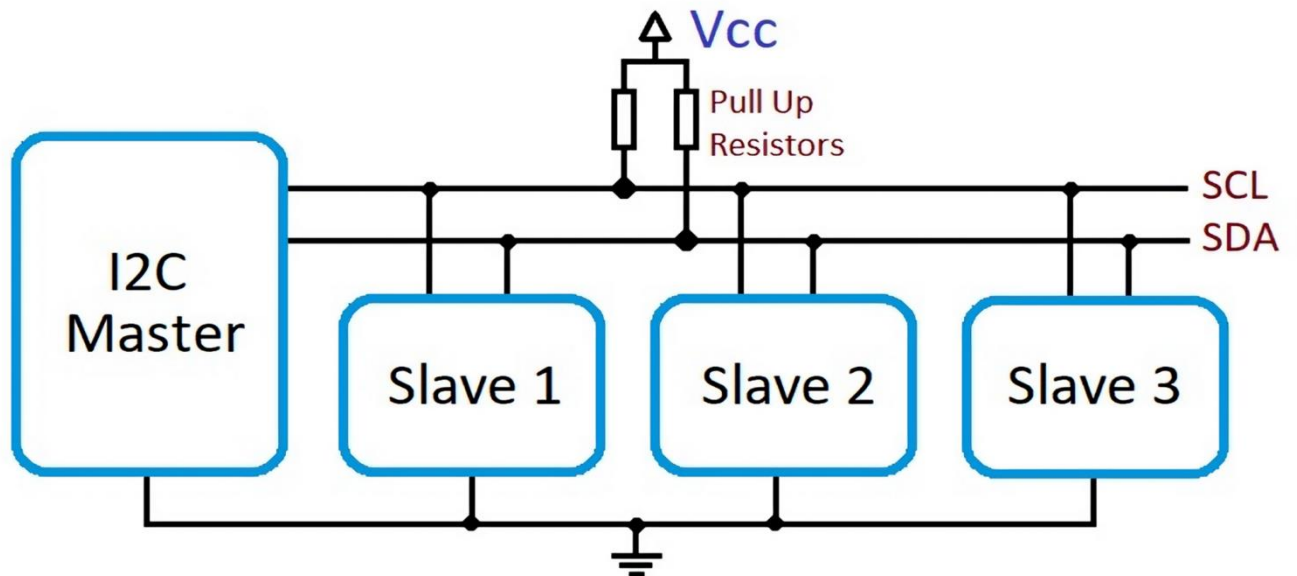 Vcc
Pull Up
Resistors
SCL
SDA
I2C
Master
Slave 1
Slave 2
Slave 3